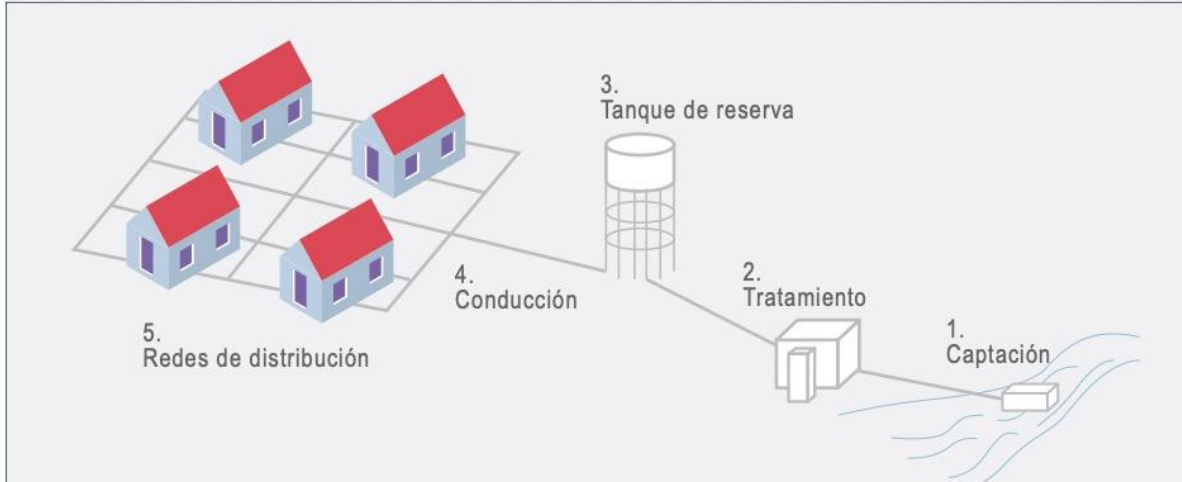 3.
Tanque de reserva
2.
Tratamiento
1.
Captación
4.
Conducción
5.
Redes de distribución